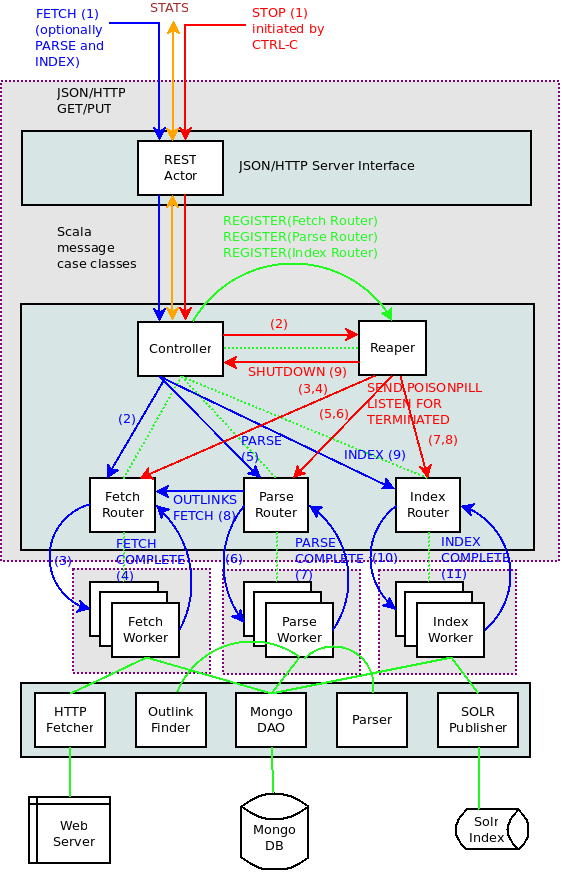 FETCH (1)
(optionally
PARSE and
INDEX)
STATS
STOP (1)
initiated by
CTRL-C
JSON/HTTP
GET/PUT
REST
Actor
JSON/HTTP Server Interface
Scala
message
case classes
REGISTER(Fetch Router)
REGISTER(Parse Router)
REGISTER(Index Router)
Controller
(2)
Reaper
SHUTDOWN (9)
(3,4)
SEND POISONPILL
LISTEN FOR
TERMINATED
(5,6)
(7,8)
(2)
PARSE
(5)
INDEX (9)
Fetch
Router
OUTLINKS
FETCH (8)
Parse
Router
Index
Router
(3)
FETCH
COMPLETE
(4)
(6)
PARSE
COMPLETE
(7)
(10)
INDEX
COMPLETE
(11)
Fetch
Worker
Parse
Worker
Index
Worker
HTTP
Fetcher
Outlink
Finder
Mongo
DAO
Parser
SOLR
Publisher
Web
Server
Mongo
DB
Solr
Index